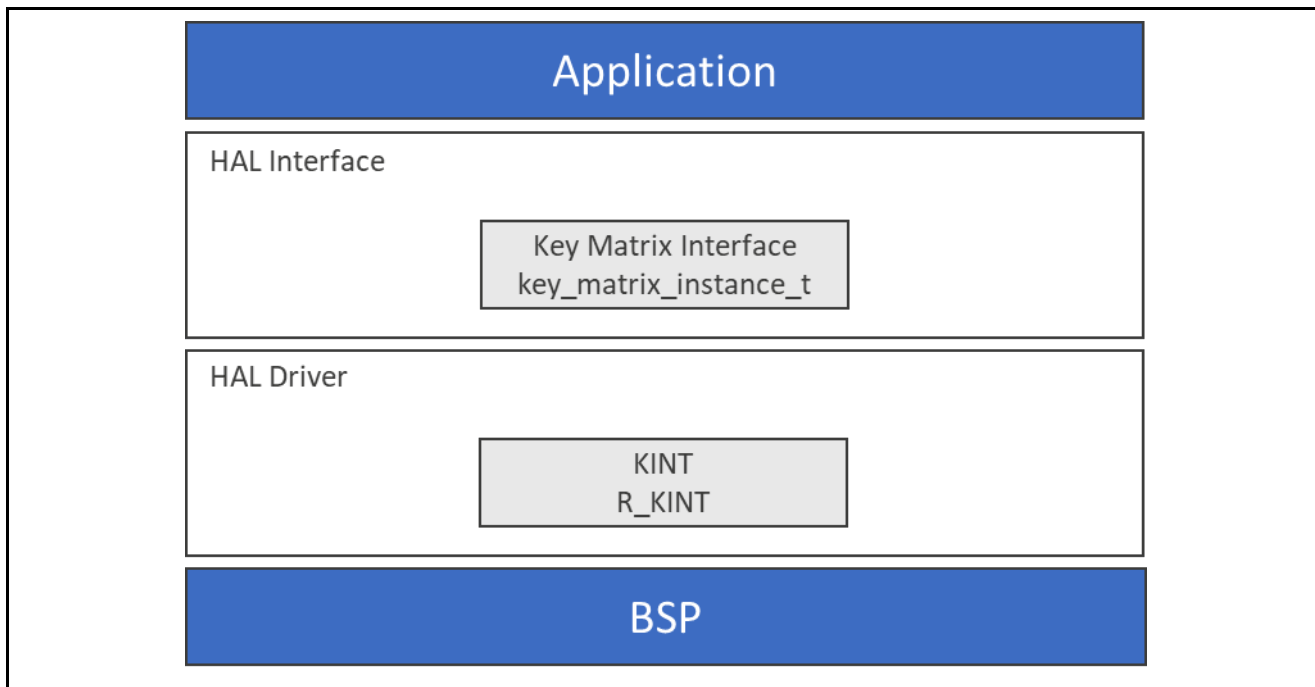 Application
HAL Interface
Key Matrix Interface
key_matrix_instance_t
HAL Driver
KINT
R_KINT
BSP